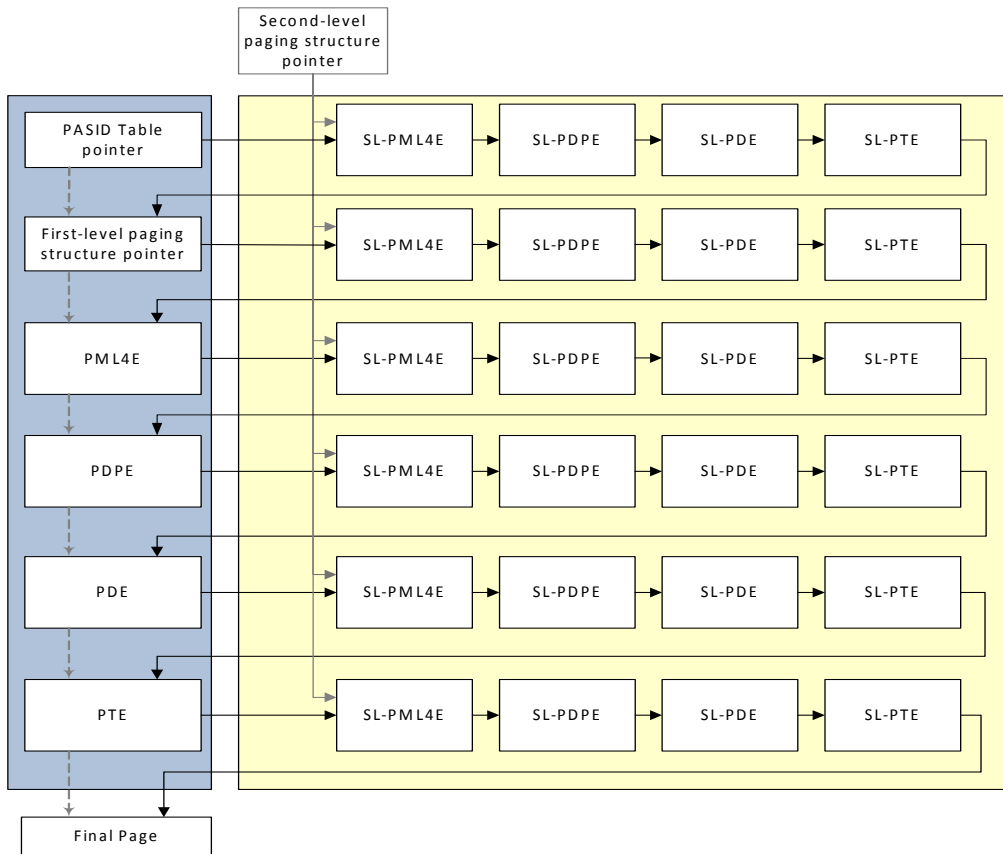 Second-level
paging structure
pointer
PASID Table
pointer
SL-PML4E
SL-PDPE
SL-PDE
SL-PTE
First-level paging
structure pointer
SL-PML4E
SL-PDPE
SL-PDE
SL-PTE
PML4E
SL-PML4E
SL-PDPE
SL-PDE
SL-PTE
PDPE
SL-PML4E
SL-PDPE
SL-PDE
SL-PTE
PDE
SL-PML4E
SL-PDPE
SL-PDE
SL-PTE
PTE
SL-PML4E
SL-PDPE
SL-PDE
SL-PTE
Final Page